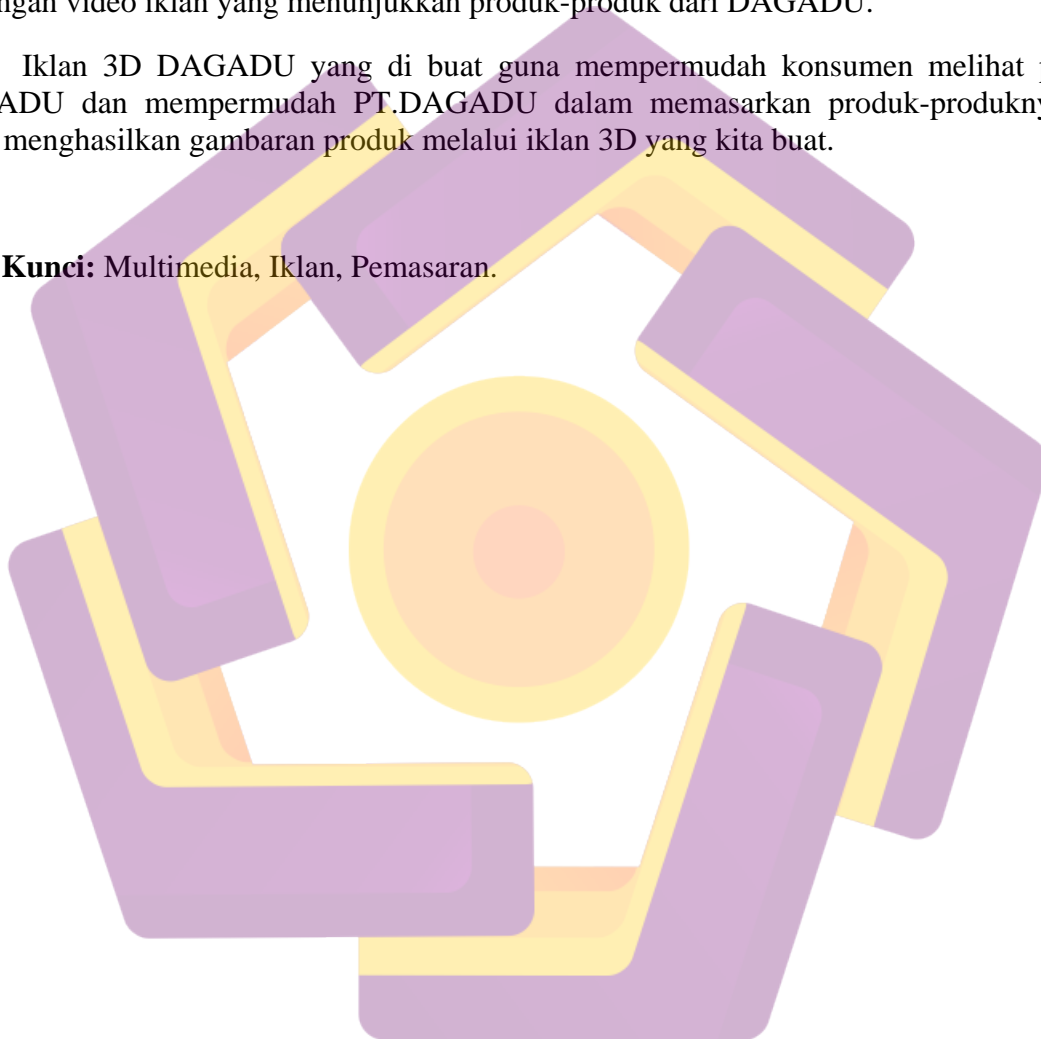 ngan video iklan yang menunjukkan produk-produk dari DAGADU.
Iklan 3D DAGADU yang di buat guna mempermudah konsumen melihat
ADU dan mempermudah PT.DAGADU dalam memasarkan produk-produkny
menghasilkan gambaran produk melalui iklan 3D yang kita buat.
Kunci: Multimedia, Iklan, Pemasaran.